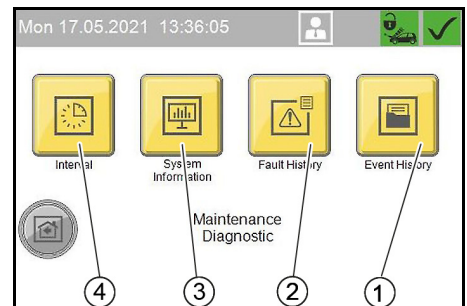 Mon 17.05.2021 13:36:05
Interval
System
Information
Fault History
Event History
Maintenance
Diagnostic
4
3
2
1